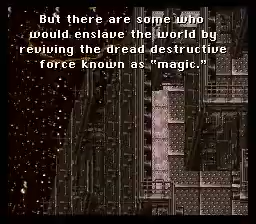 But there are some who
would enslave the world by
reviving the dread destructive
force known as "magic."